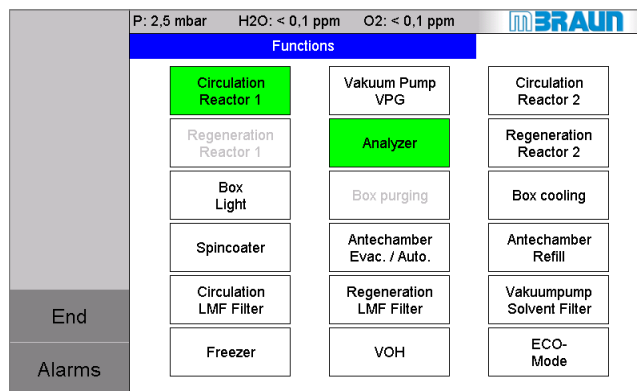 P: 2,5 mbar H2O: < 0,1 ppm O2: < 0,1 ppm mBRAUN
Functions
Circulation
Reactor 1
Vakuum Pump
VPG
Circulation
Reactor 2
Regeneration
Reactor 1
Analyzer
Regeneration
Reactor 2
Box
Light
Box purging
Box cooling
Spincoater
Antechamber
Evac. / Auto.
Antechamber
Refill
Circulation
LMF Filter
Regeneration
LMF Filter
Vakuumpump
Solvent Filter
End
Freezer
VOH
ECO-
Mode
Alarms